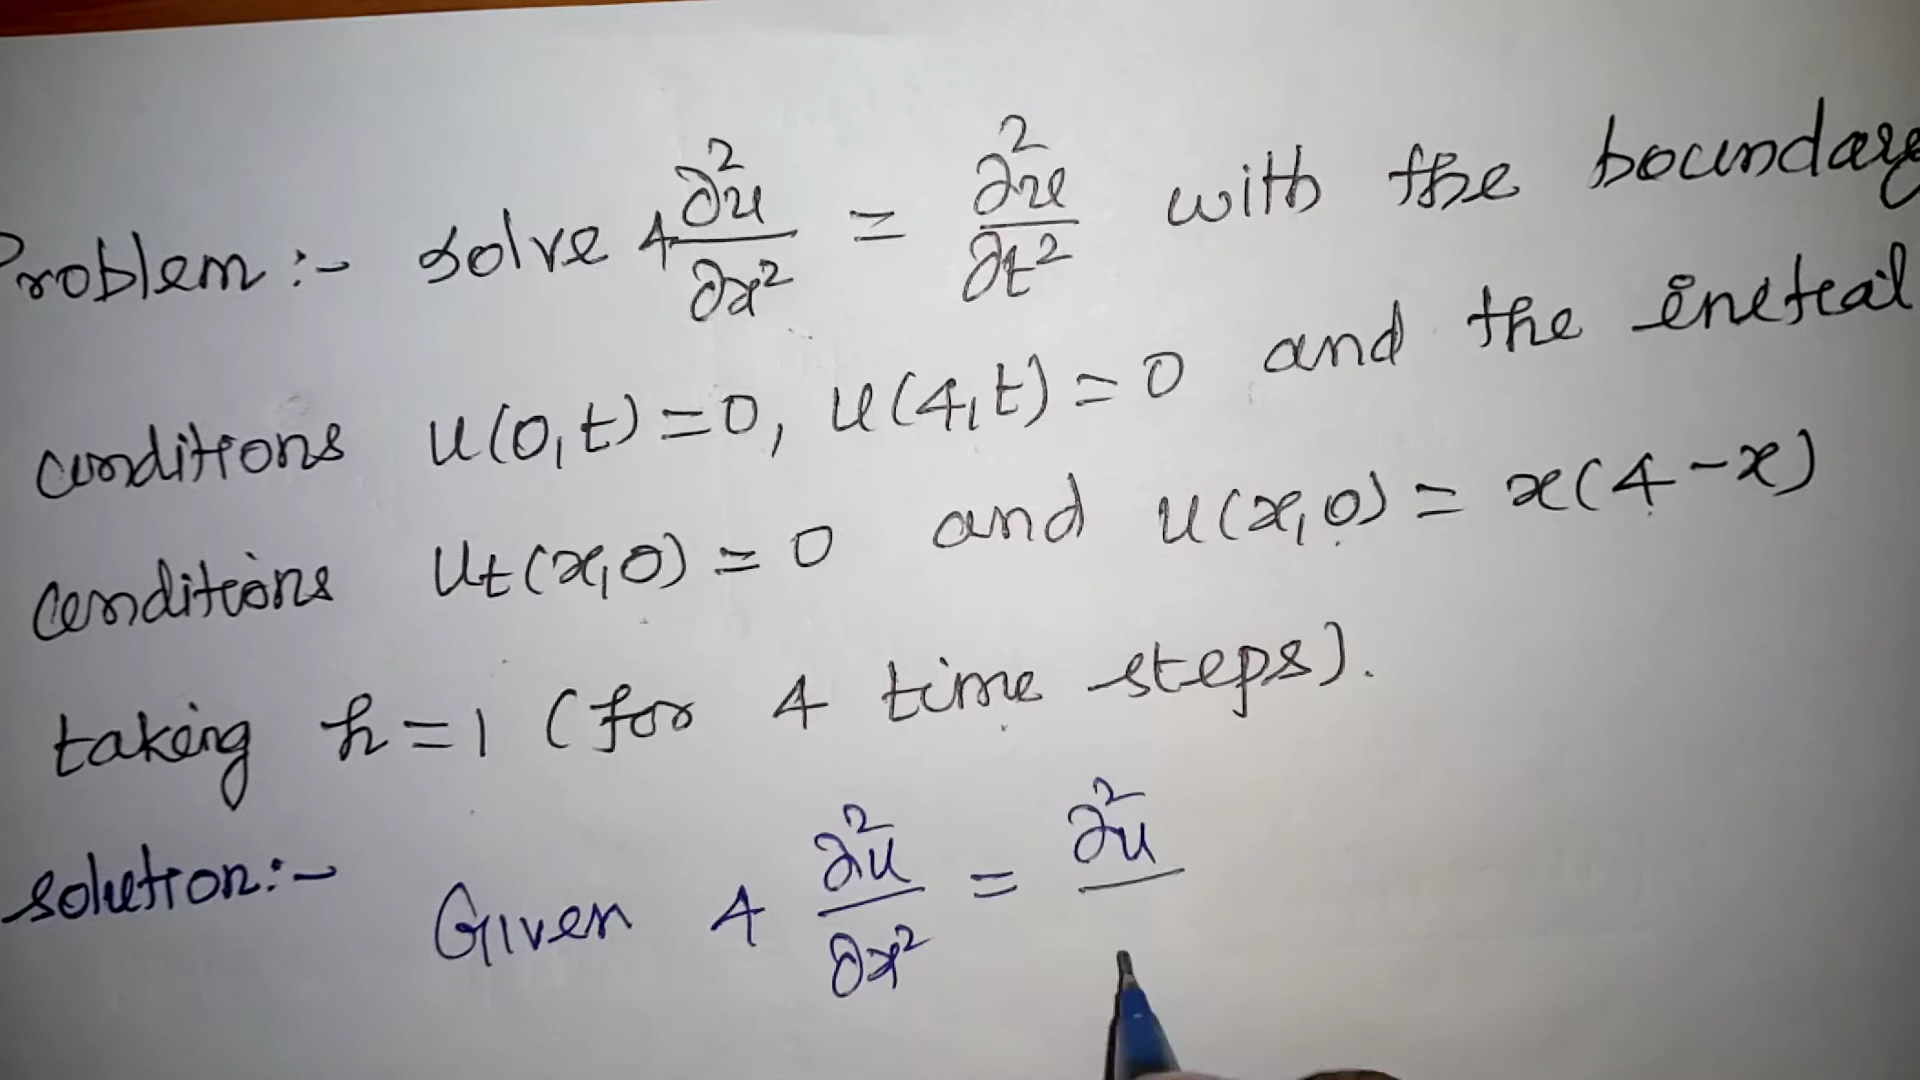 Problem:- solve 4 ∂²u/∂x² = ∂²u/∂t² with the boundary
conditions u(0,t)=0, u(4,t)=0 and the ineteail
conditions ut(x,0)=0 and u(x,0)= x(4-x)
taking h=1 (for 4 time steps).
solution:- Given 4 ∂²u/∂x² = ∂²u/